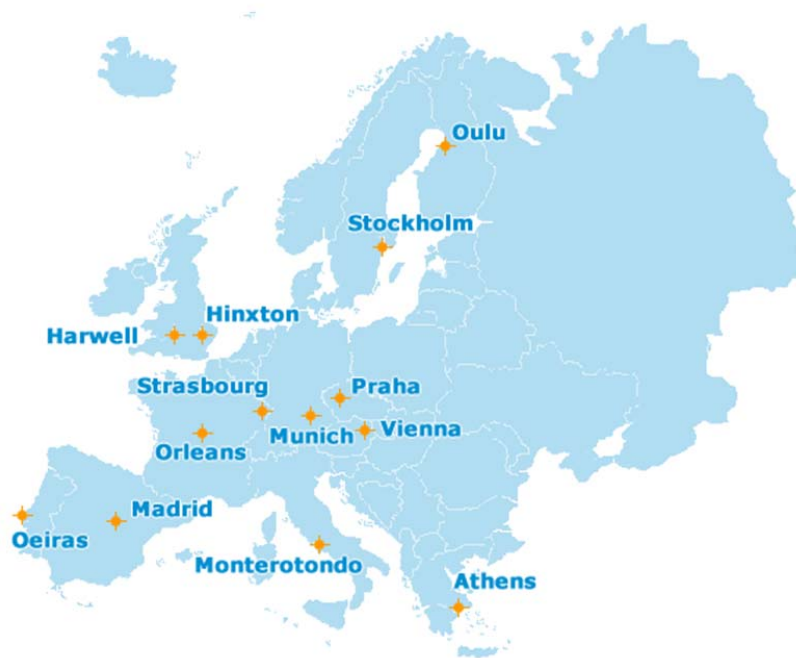 Oulu
Stockholm
Hinxton
Harwell
Strasbourg
Praha
Munich
Vienna
Orleans
Madrid
Oeiras
Monterotondo
Athens